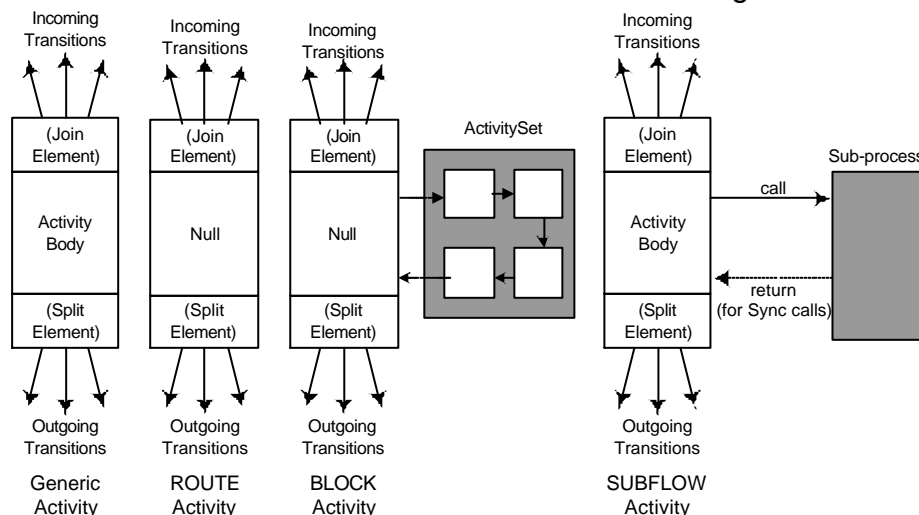 Incoming
Transitions
(Join
Element)
Activity
Body
(Split
Element)
Outgoing
Transitions
Generic
Activity
Incoming
Transitions
(Join
Element)
Null
(Split
Element)
Outgoing
Transitions
ROUTE
Activity
Incoming
Transitions
(Join
Element)
Null
(Split
Element)
Outgoing
Transitions
BLOCK
Activity
ActivitySet
Incoming
Transitions
(Join
Element)
Activity
Body
(Split
Element)
Outgoing
Transitions
SUBFLOW
Activity
call
return
(for Sync calls)
Sub-process